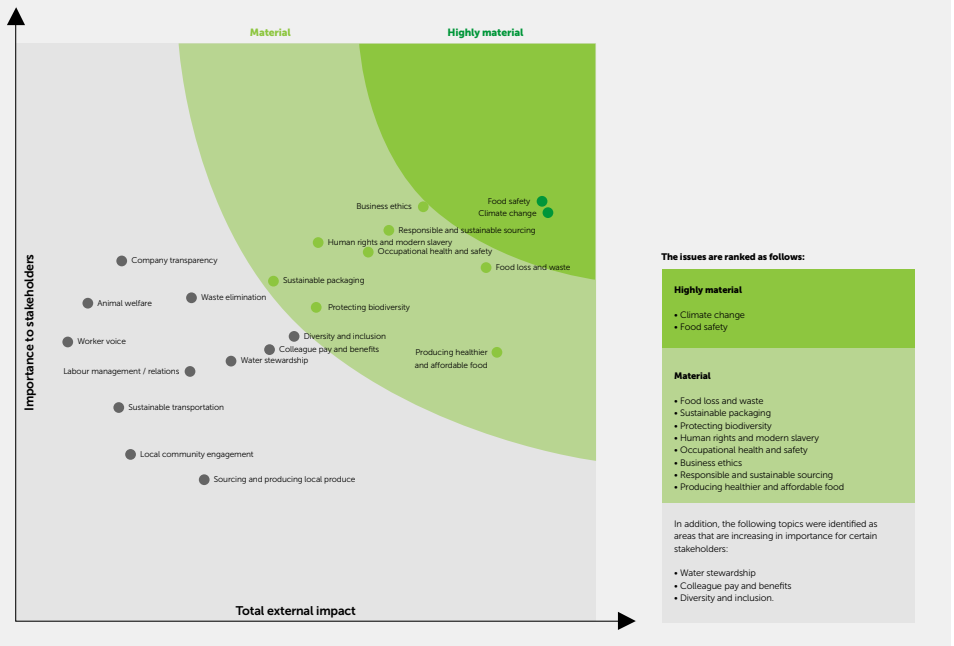 Material
Highly material
Importance to stakeholders
Business ethics
Food safety
Climate change
Responsible and sustainable sourcing
Human rights and modern slavery
Occupational health and safety
Company transparency
Food loss and waste
Sustainable packaging
Animal welfare
Waste elimination
Protecting biodiversity
Worker voice
Diversity and inclusion
Colleague pay and benefits
Water stewardship
Producing healthier
and affordable food
Labour management / relations
Sustainable transportation
Local community engagement
Sourcing and producing local produce
Total external impact
The issues are ranked as follows:
Highly material
• Climate change
• Food safety
Material
• Food loss and waste
• Sustainable packaging
• Protecting biodiversity
• Human rights and modern slavery
• Occupational health and safety
• Business ethics
• Responsible and sustainable sourcing
• Producing healthier and affordable food
In addition, the following topics were identified as
areas that are increasing in importance for certain
stakeholders:
• Water stewardship
• Colleague pay and benefits
• Diversity and inclusion.